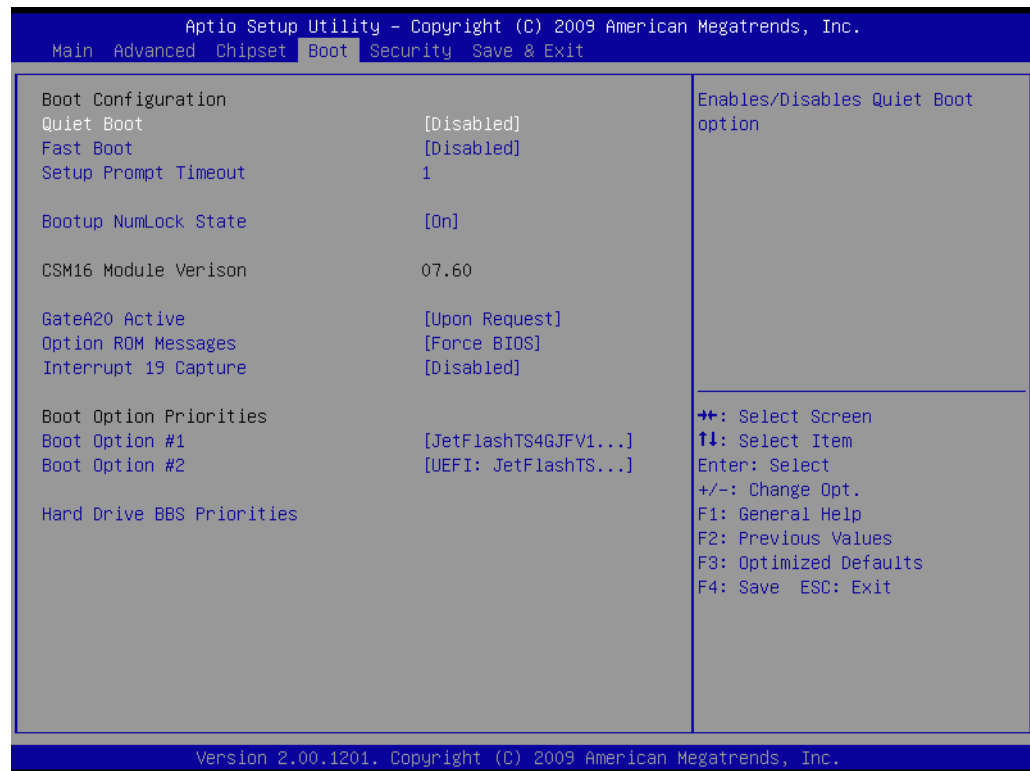 Aptio Setup Utility – Copyright (C) 2009 American Megatrends, Inc.
Main Advanced Chipset Boot Security Save & Exit
Boot Configuration
Quiet Boot [Disabled]
Fast Boot [Disabled]
Setup Prompt Timeout 1
Bootup NumLock State [On]
CSM16 Module Verison 07.60
GateA20 Active [Upon Request]
Option ROM Messages [Force BIOS]
Interrupt 19 Capture [Disabled]
Boot Option Priorities
Boot Option #1 [JetFlashTS4GJFV1...]
Boot Option #2 [UEFI: JetFlashTS...]
Hard Drive BBS Priorities
Enables/Disables Quiet Boot
option
→←: Select Screen
↑↓: Select Item
Enter: Select
+/-: Change Opt.
F1: General Help
F2: Previous Values
F3: Optimized Defaults
F4: Save ESC: Exit
Version 2.00.1201. Copyright (C) 2009 American Megatrends, Inc.